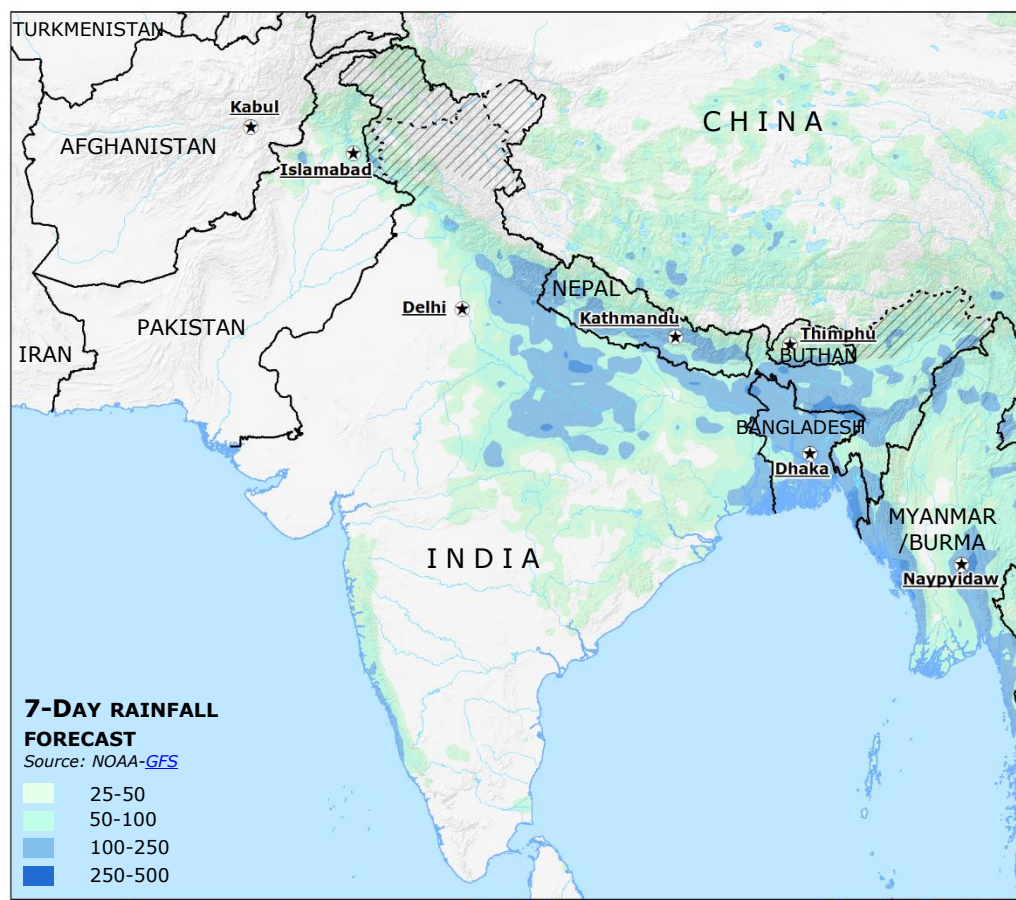 TURKMENISTAN
Kabul
AFGHANISTAN
Islamabad
CHINA
Delhi
NEPAL
Kathmandu
Thimphu
BUTHAN
PAKISTAN
IRAN
BANGLADESH
Dhaka
MYANMAR
/BURMA
Naypyidaw
INDIA
7-DAY RAINFALL
FORECAST
Source: NOAA-GFS
25-50
50-100
100-250
250-500